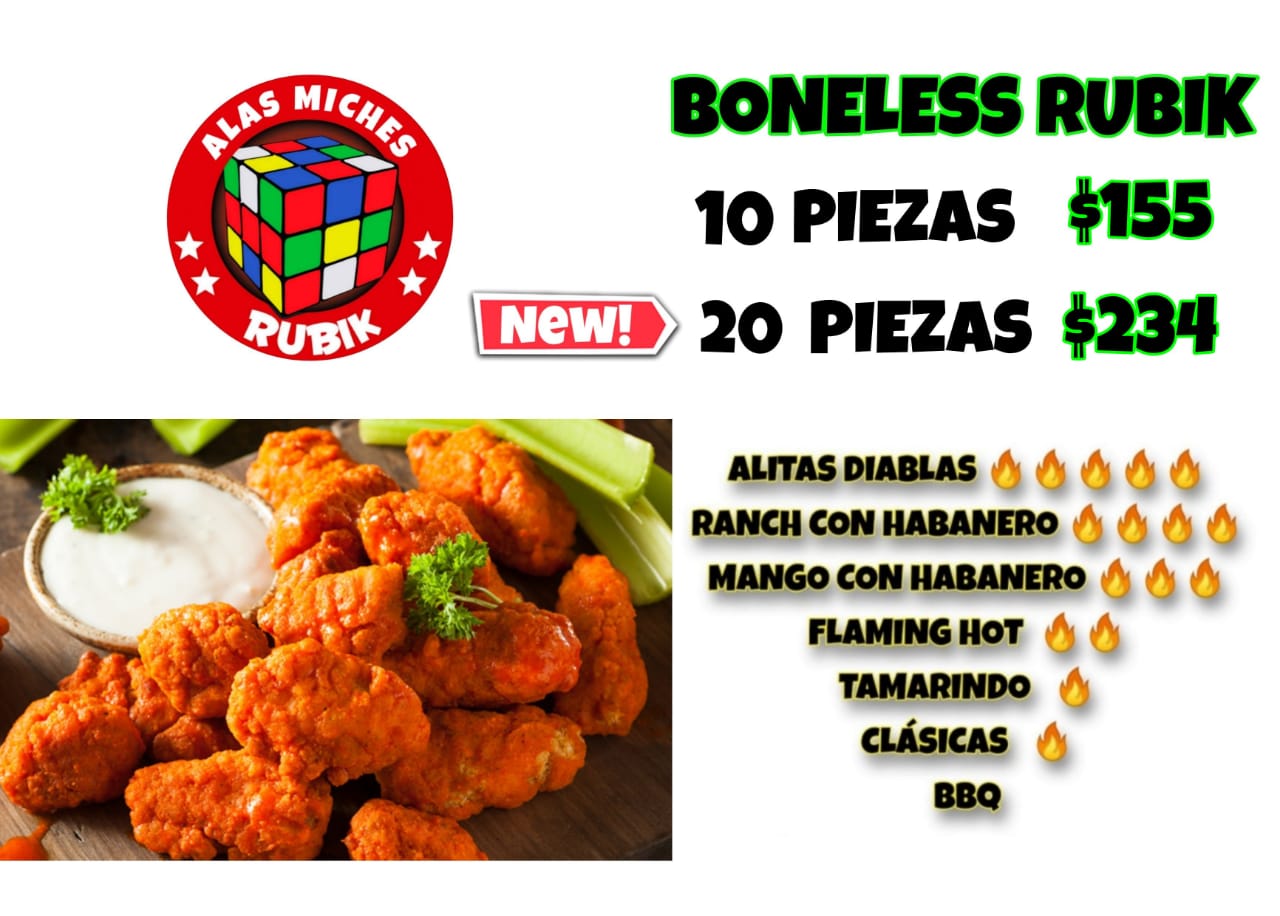 ALAS MICHES
RUBIK
BONELESS RUBIK
10 PIEZAS $155
New! 20 PIEZAS $234
ALITAS DIABLAS 🔥🔥🔥🔥🔥
RANCH CON HABANERO 🔥🔥🔥🔥
MANGO CON HABANERO 🔥🔥🔥
FLAMING HOT 🔥🔥
TAMARINDO 🔥
CLÁSICAS 🔥
BBQ